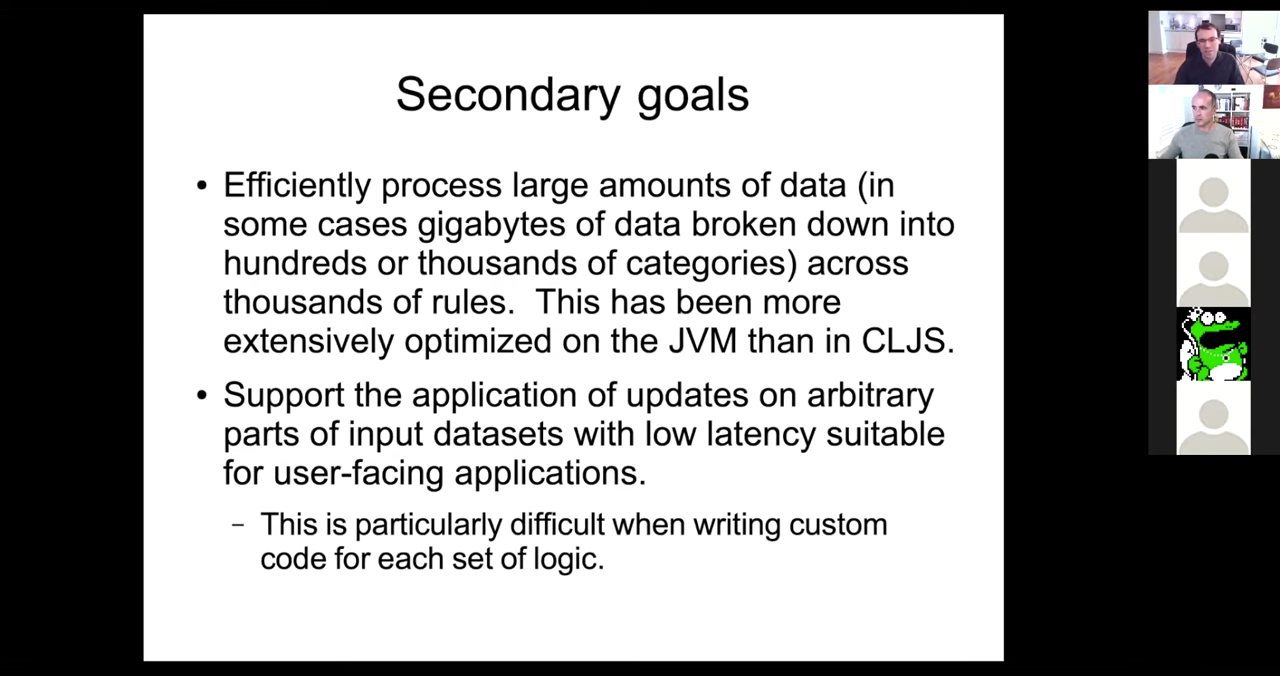 Secondary goals
• Efficiently process large amounts of data (in
some cases gigabytes of data broken down into
hundreds or thousands of categories) across
thousands of rules.  This has been more
extensively optimized on the JVM than in CLJS.
• Support the application of updates on arbitrary
parts of input datasets with low latency suitable
for user-facing applications.
– This is particularly difficult when writing custom
code for each set of logic.